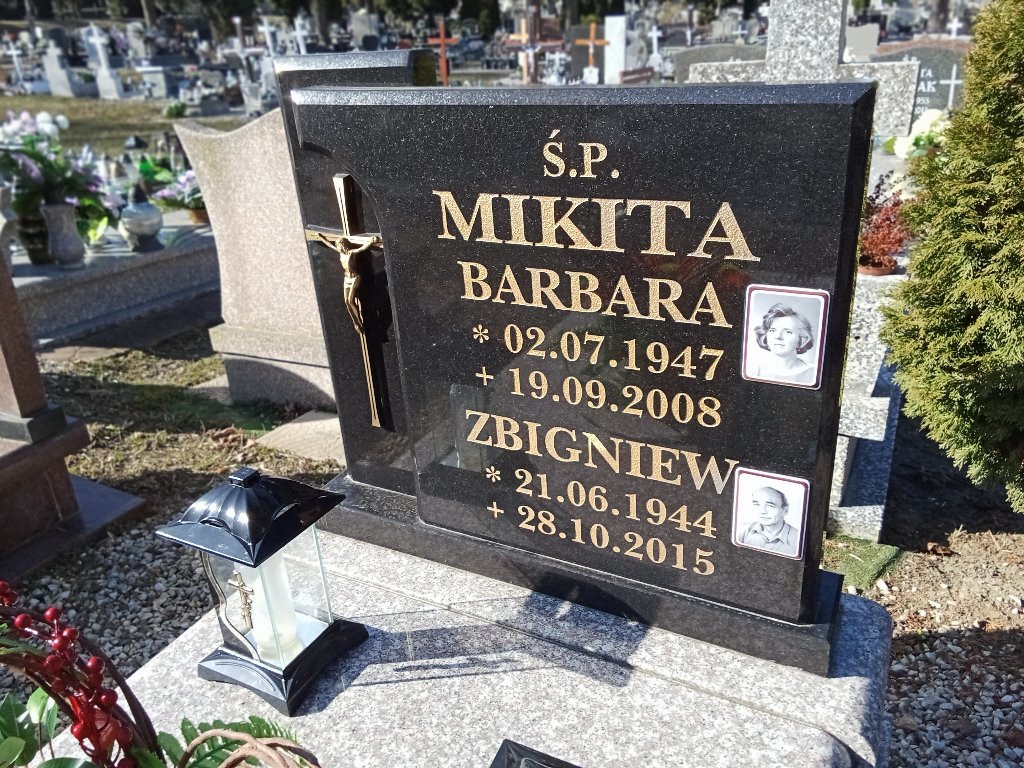 Ś.P.
MIKITA
BARBARA
* 02.07.1947
+ 19.09.2008
ZBIGNIEW
* 21.06.1944
+ 28.10.2015